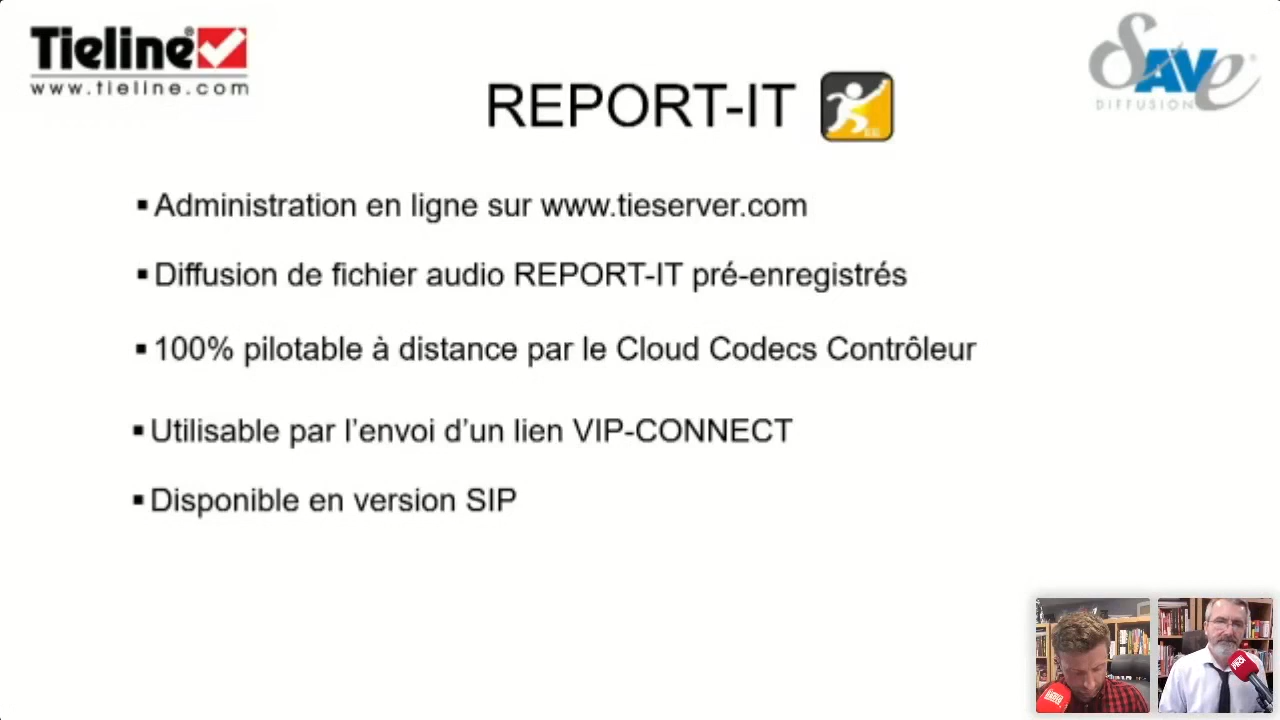 Tieline®
www.tieline.com
Save
DIFFUSION
REPORT-IT
▪Administration en ligne sur www.tieserver.com
▪Diffusion de fichier audio REPORT-IT pré-enregistrés
▪100% pilotable à distance par le Cloud Codecs Contrôleur
▪Utilisable par l’envoi d’un lien VIP-CONNECT
▪Disponible en version SIP